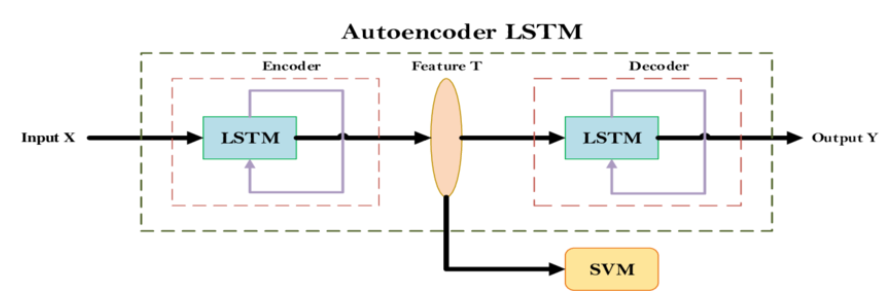 Autoencoder LSTM
Encoder
Feature T
Decoder
Input X
LSTM
LSTM
Output Y
SVM